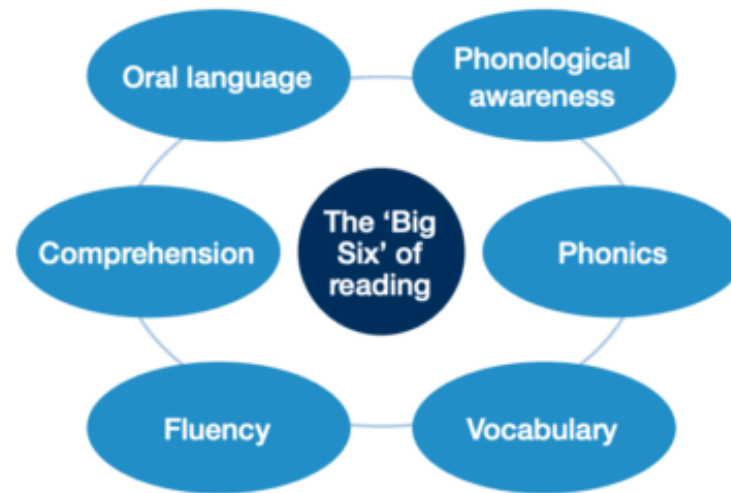 Oral language
Phonological
awareness
Comprehension
The ‘Big
Six’ of
reading
Phonics
Fluency
Vocabulary